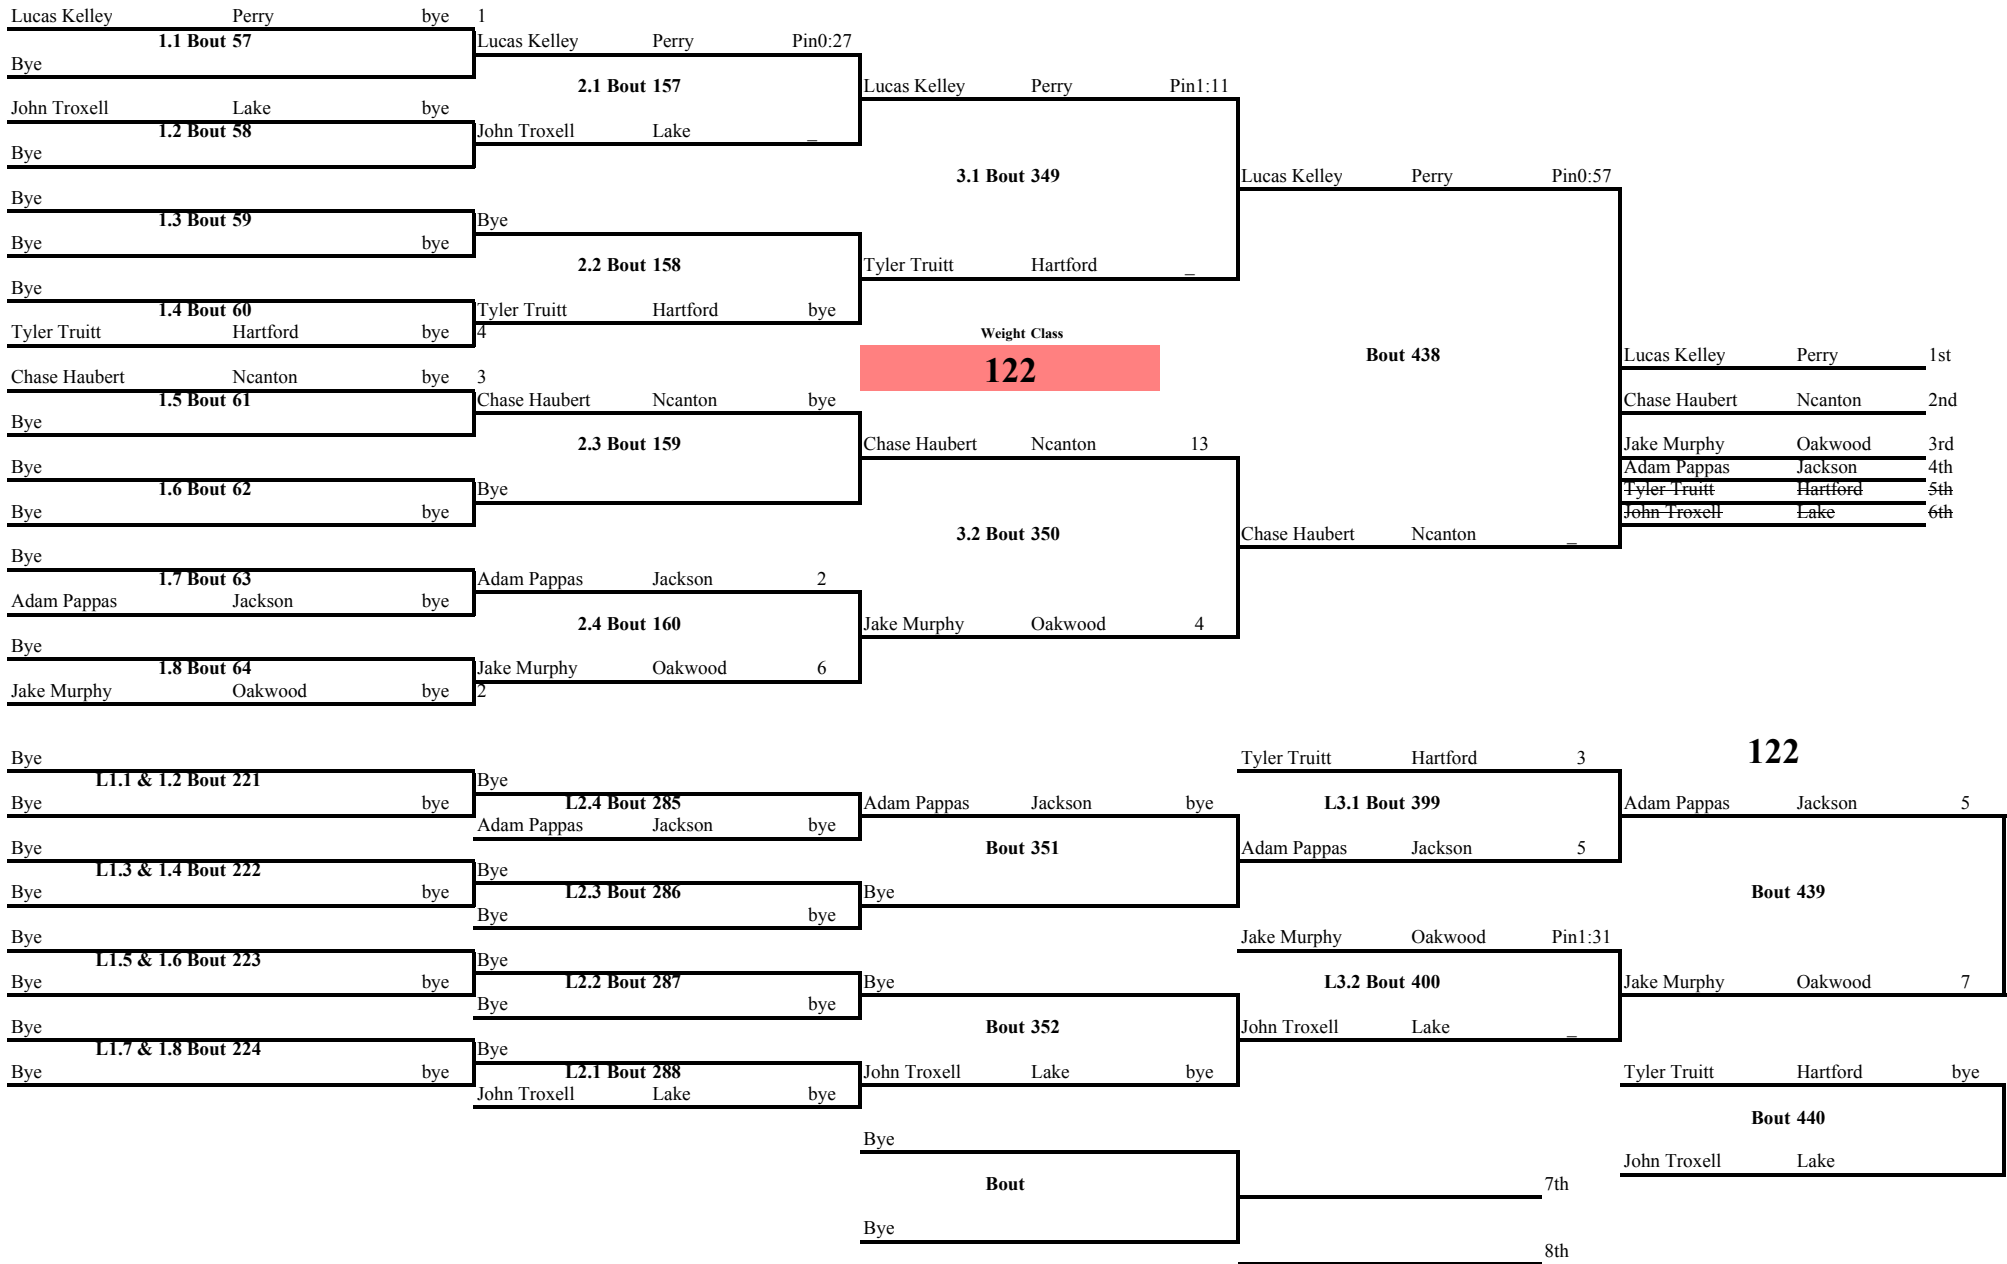 Lucas Kelley Perry bye 1
1.1 Bout 57
Bye
John Troxell Lake bye
1.2 Bout 58
Bye
Bye
1.3 Bout 59
Bye bye
Bye
1.4 Bout 60
Tyler Truitt Hartford bye 4
Chase Haubert Ncanton bye 3
1.5 Bout 61
Bye
Bye
1.6 Bout 62
Bye bye
Bye
1.7 Bout 63
Adam Pappas Jackson bye
Bye
1.8 Bout 64
Jake Murphy Oakwood bye 2
Lucas Kelley Perry Pin0:27
2.1 Bout 157
John Troxell Lake _
Bye
2.2 Bout 158
Tyler Truitt Hartford bye
Chase Haubert Ncanton bye
2.3 Bout 159
Bye
Adam Pappas Jackson 2
2.4 Bout 160
Jake Murphy Oakwood 6
Lucas Kelley Perry Pin1:11
3.1 Bout 349
Tyler Truitt Hartford _
Weight Class
122
Chase Haubert Ncanton 13
3.2 Bout 350
Jake Murphy Oakwood 4
Lucas Kelley Perry Pin0:57
Bout 438
Chase Haubert Ncanton _
Lucas Kelley Perry 1st
Chase Haubert Ncanton 2nd
Jake Murphy Oakwood 3rd
Adam Pappas Jackson 4th
Tyler Truitt Hartford 5th
John Troxell Lake 6th
Bye
L1.1 & 1.2 Bout 221
Bye bye
Bye
L1.3 & 1.4 Bout 222
Bye bye
Bye
L1.5 & 1.6 Bout 223
Bye bye
Bye
L1.7 & 1.8 Bout 224
Bye bye
Bye
L2.4 Bout 285
Adam Pappas Jackson bye
Bye
L2.3 Bout 286
Bye bye
Bye
L2.2 Bout 287
Bye bye
Bye
L2.1 Bout 288
John Troxell Lake bye
Adam Pappas Jackson bye
Bout 351
Bye
Bye
Bout 352
John Troxell Lake bye
Bye
Bout
Bye
7th
8th
Tyler Truitt Hartford 3
L3.1 Bout 399
Adam Pappas Jackson 5
Jake Murphy Oakwood Pin1:31
L3.2 Bout 400
John Troxell Lake _
122
Adam Pappas Jackson 5
Bout 439
Jake Murphy Oakwood 7
Tyler Truitt Hartford bye
Bout 440
John Troxell Lake